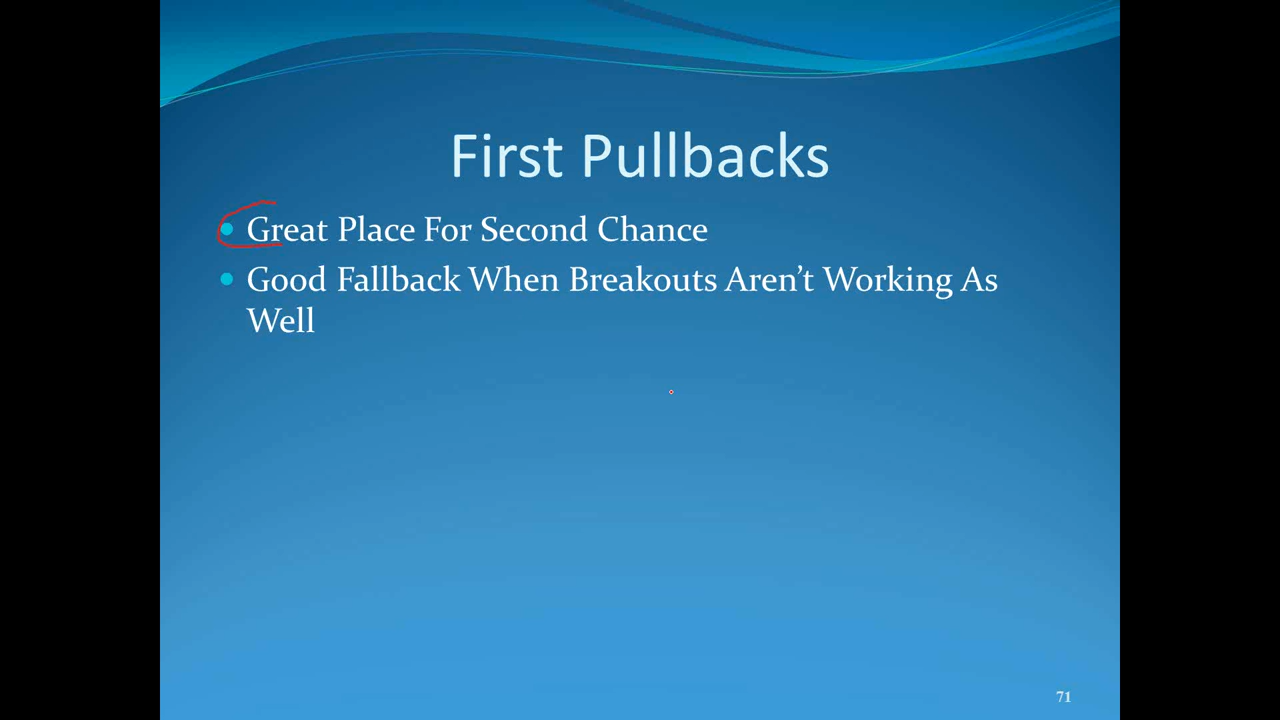 First Pullbacks
Great Place For Second Chance
Good Fallback When Breakouts Aren’t Working As
Well
71